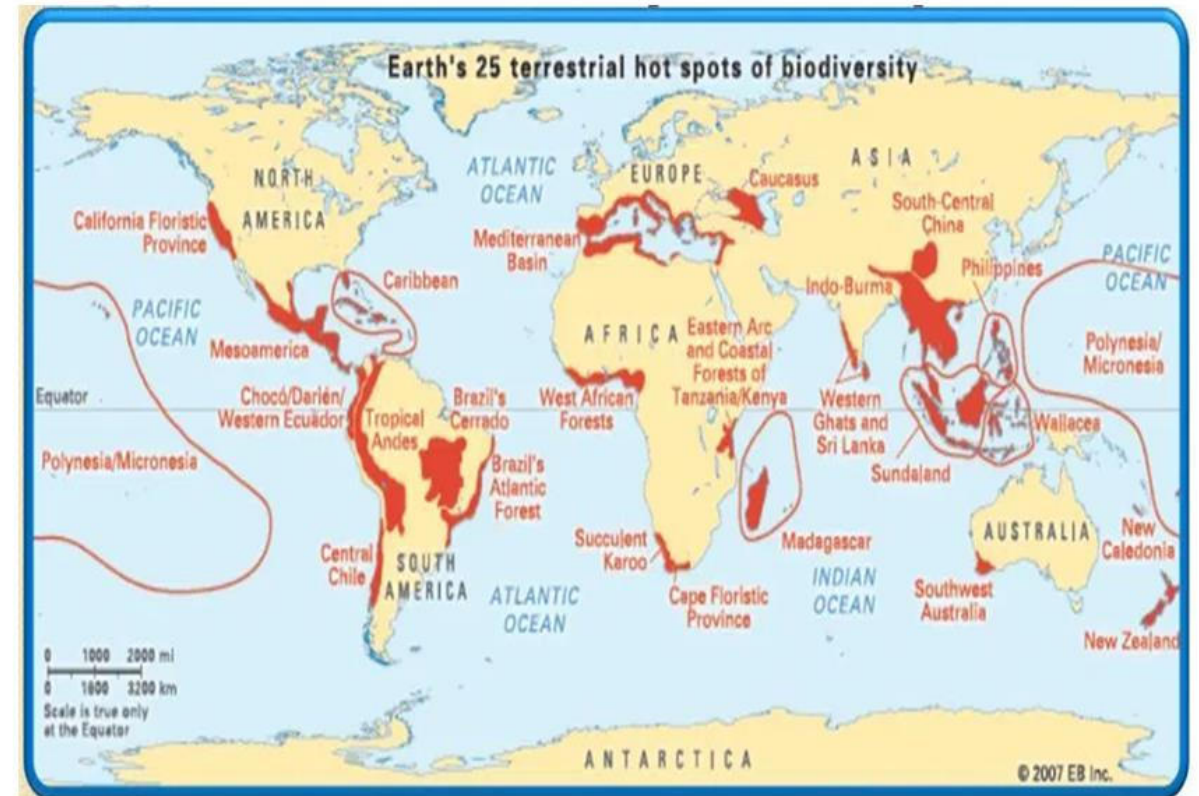 Earth's 25 terrestrial hot spots of biodiversity
NORTH
AMERICA
ATLANTIC
OCEAN
EUROPE
ASIA
Caucasus
South-Central
China
California Floristic
Province
Mediterranean
Basin
PACIFIC
OCEAN
Caribbean
Indo-Burma
Philippines
PACIFIC
OCEAN
Mesoamerica
AFRICA
Eastern Arc
and Coastal
Forests of
Tanzania/Kenya
Polynesia/
Micronesia
Equator
Chocó/Darién/
Western Ecuador
Tropical
Andes
Brazil's
Cerrado
West African
Forests
Western
Ghats and
Sri Lanka
Wallacea
Polynesia/Micronesia
Brazil's
Atlantic
Forest
Sundaland
Central
Chile
SOUTH
AMERICA
Succulent
Karoo
Madagascar
AUSTRALIA
New
Caledonia
ATLANTIC
OCEAN
Cape Floristic
Province
INDIAN
OCEAN
Southwest
Australia
New Zealand
0 1000 2000 mi
0 1600 3200 km
Scale is true only
at the Equator
ANTARCTICA
© 2007 EB Inc.